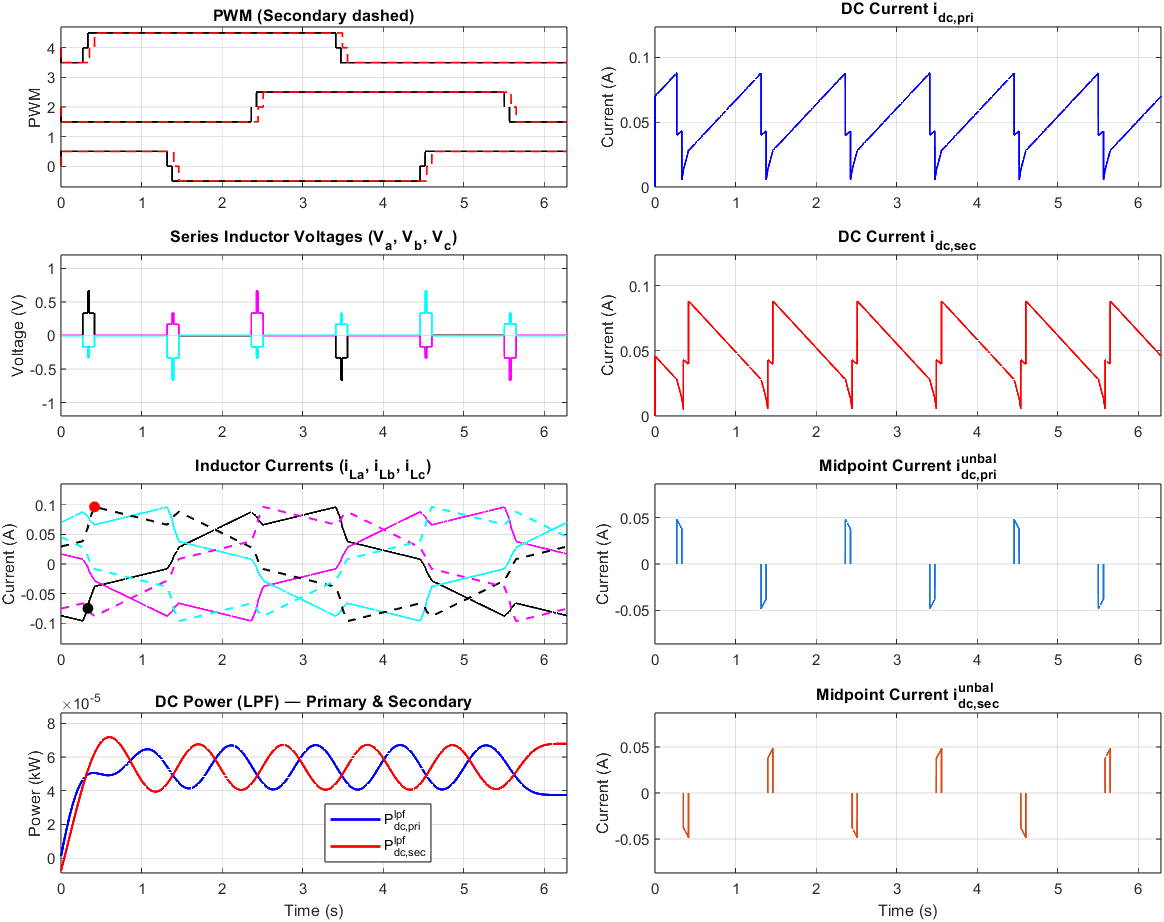 PWM (Secondary dashed)
PWM
4
3
2
1
0
0 1 2 3 4 5 6
DC Current i_dc,pri
Current (A)
0.1
0.05
0
0 1 2 3 4 5 6
Series Inductor Voltages (V_a, V_b, V_c)
Voltage (V)
1
0.5
0
-0.5
-1
0 1 2 3 4 5 6
DC Current i_dc,sec
Current (A)
0.1
0.05
0
0 1 2 3 4 5 6
Inductor Currents (i_La, i_Lb, i_Lc)
Current (A)
0.1
0.05
0
-0.05
-0.1
0 1 2 3 4 5 6
Midpoint Current i^unbal_dc,pri
Current (A)
0.05
0
-0.05
0 1 2 3 4 5 6
DC Power (LPF) — Primary & Secondary
×10^-5
Power (kW)
8
6
4
2
0
P^lpf_dc,pri
P^lpf_dc,sec
0 1 2 3 4 5 6
Time (s)
Midpoint Current i^unbal_dc,sec
Current (A)
0.05
0
-0.05
0 1 2 3 4 5 6
Time (s)